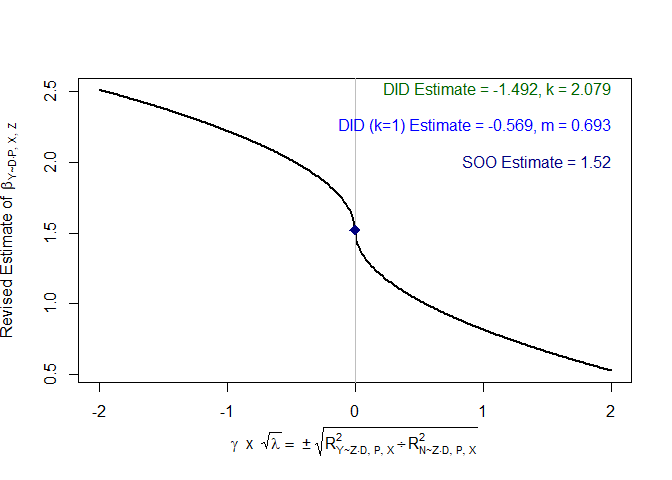 DID Estimate = -1.492, k = 2.079
DID (k=1) Estimate = -0.569, m = 0.693
SOO Estimate = 1.52
Revised Estimate of β_{Y~D·P, X, Z}
2.5
2.0
1.5
1.0
0.5
-2 -1 0 1 2
γ x √λ = ±√R²_{Y~Z·D, P, X} ÷ R²_{N~Z·D, P, X}